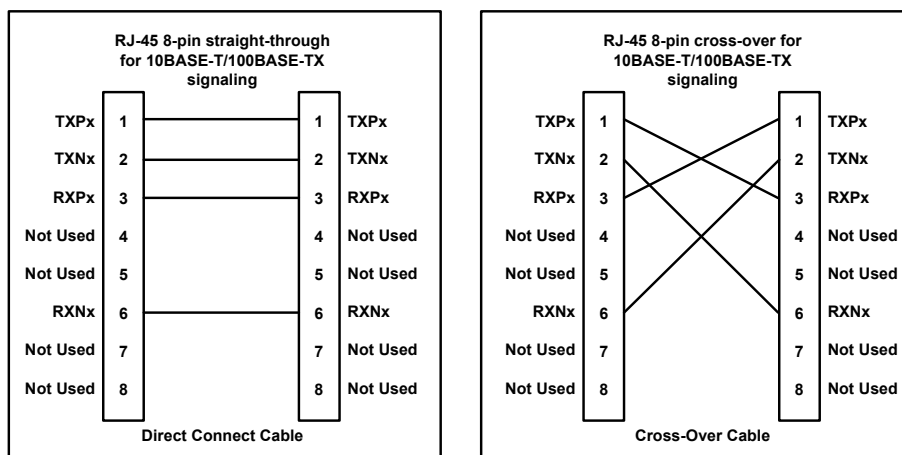 RJ-45 8-pin straight-through
for 10BASE-T/100BASE-TX
signaling
TXPx 1 1 TXPx
TXNx 2 2 TXNx
RXPx 3 3 RXPx
Not Used 4 4 Not Used
Not Used 5 5 Not Used
RXNx 6 6 RXNx
Not Used 7 7 Not Used
Not Used 8 8 Not Used
Direct Connect Cable
RJ-45 8-pin cross-over for
10BASE-T/100BASE-TX
signaling
TXPx 1 1 TXPx
TXNx 2 2 TXNx
RXPx 3 3 RXPx
Not Used 4 4 Not Used
Not Used 5 5 Not Used
RXNx 6 6 RXNx
Not Used 7 7 Not Used
Not Used 8 8 Not Used
Cross-Over Cable